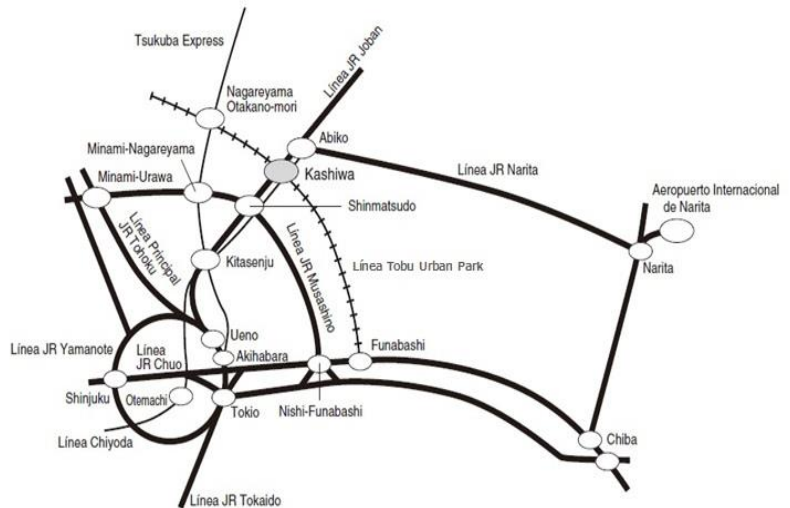 Tsukuba Express
Línea JR Joban
Nagareyama
Otakano-mori
Abiko
Minami-Nagareyama
Kashiwa
Línea JR Narita
Minami-Urawa
Aeropuerto Internacional
de Narita
Shinmatsudo
Línea Principal
JR Tohoku
Kitasenju
Línea JR Musashino
Línea Tobu Urban Park
Narita
Ueno
Línea JR Yamanote
Línea
JR Chuo
Akihabara
Funabashi
Shinjuku
Otemachi
Tokio
Nishi-Funabashi
Línea Chiyoda
Chiba
Línea JR Tokaido